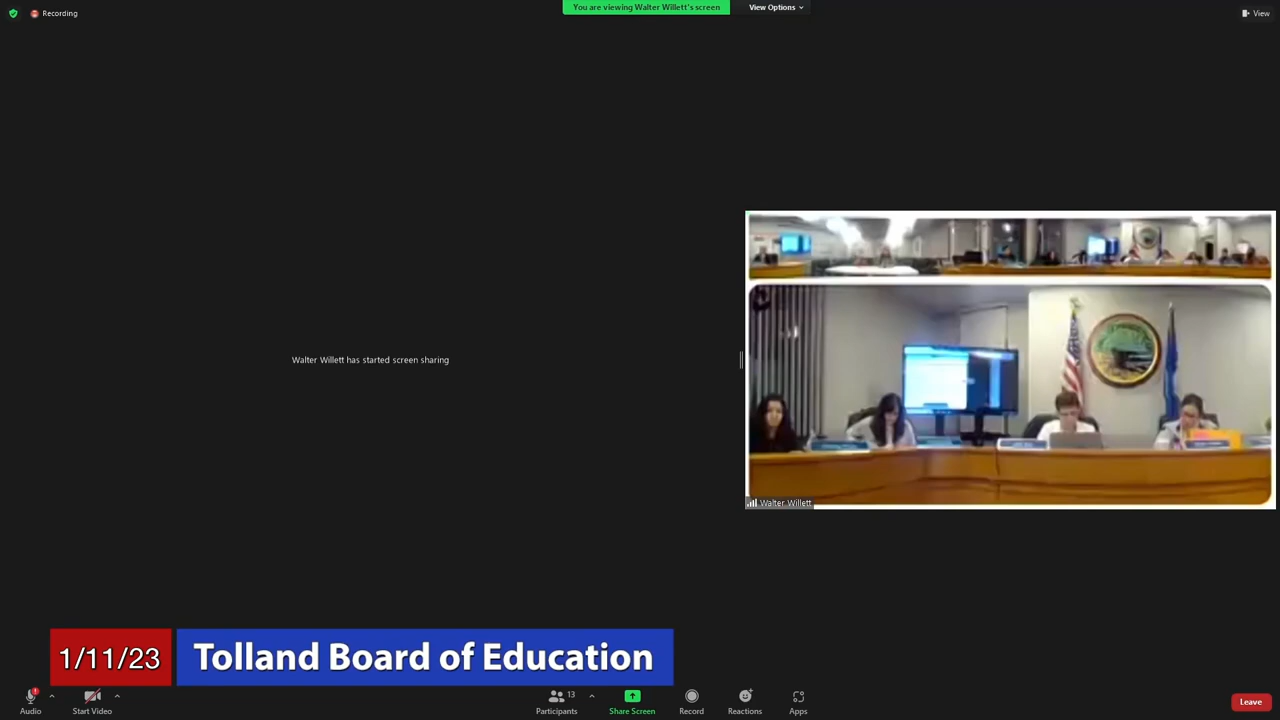 Recording
You are viewing Walter Willett's screen
View Options
View
Walter Willett has started screen sharing
Walter Willett
1/11/23
Tolland Board of Education
Audio
Start Video
13
Participants
Share Screen
Record
Reactions
Apps
Leave